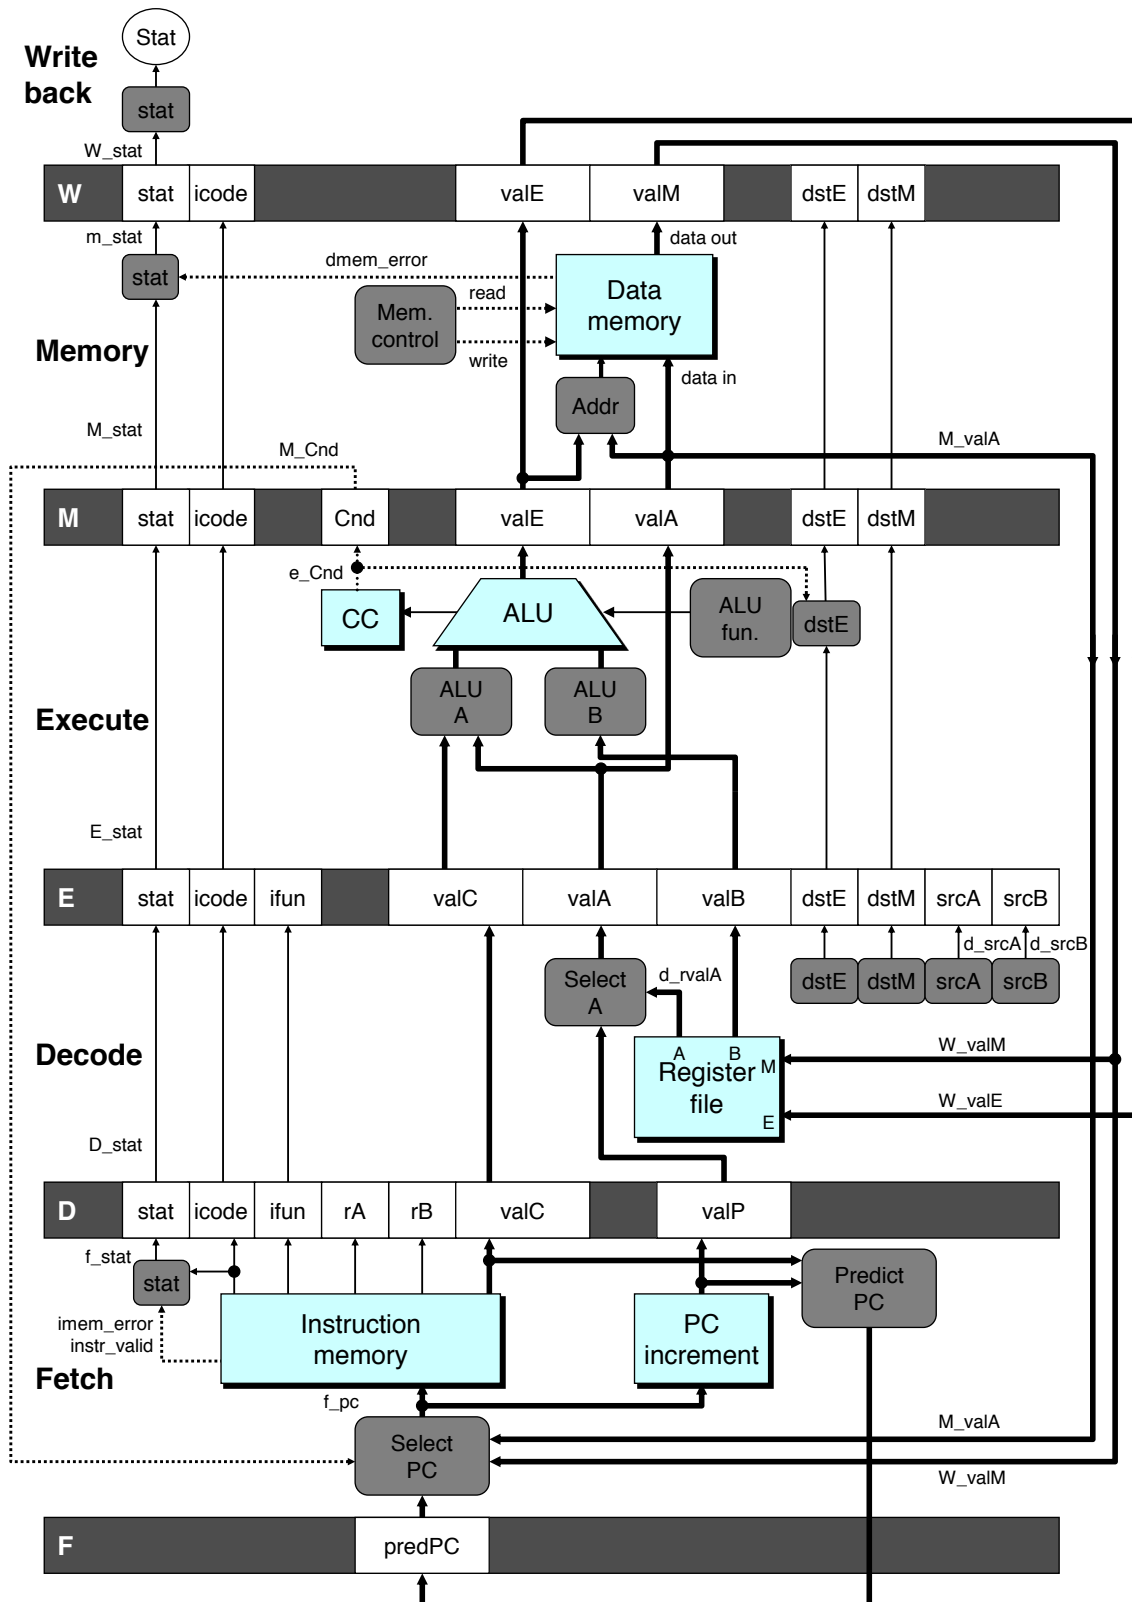 Stat
Write
back
stat
W_stat
W
stat
icode
valE
valM
dstE
dstM
m_stat
data out
dmem_error
stat
Data
memory
read
Mem.
control
write
Memory
data in
Addr
M_stat
M_Cnd
M_valA
M
stat
icode
Cnd
valE
valA
dstE
dstM
e_Cnd
CC
ALU
ALU
fun.
dstE
ALU
A
ALU
B
Execute
E_stat
E
stat
icode
ifun
valC
valA
valB
dstE
dstM
srcA
srcB
d_srcA
d_srcB
Select
A
d_rvalA
dstE
dstM
srcA
srcB
Decode
A
B
M
Register
file
E
W_valM
W_valE
D_stat
D
stat
icode
ifun
rA
rB
valC
valP
f_stat
stat
Predict
PC
imem_error
instr_valid
Instruction
memory
PC
increment
Fetch
f_pc
Select
PC
M_valA
W_valM
F
predPC